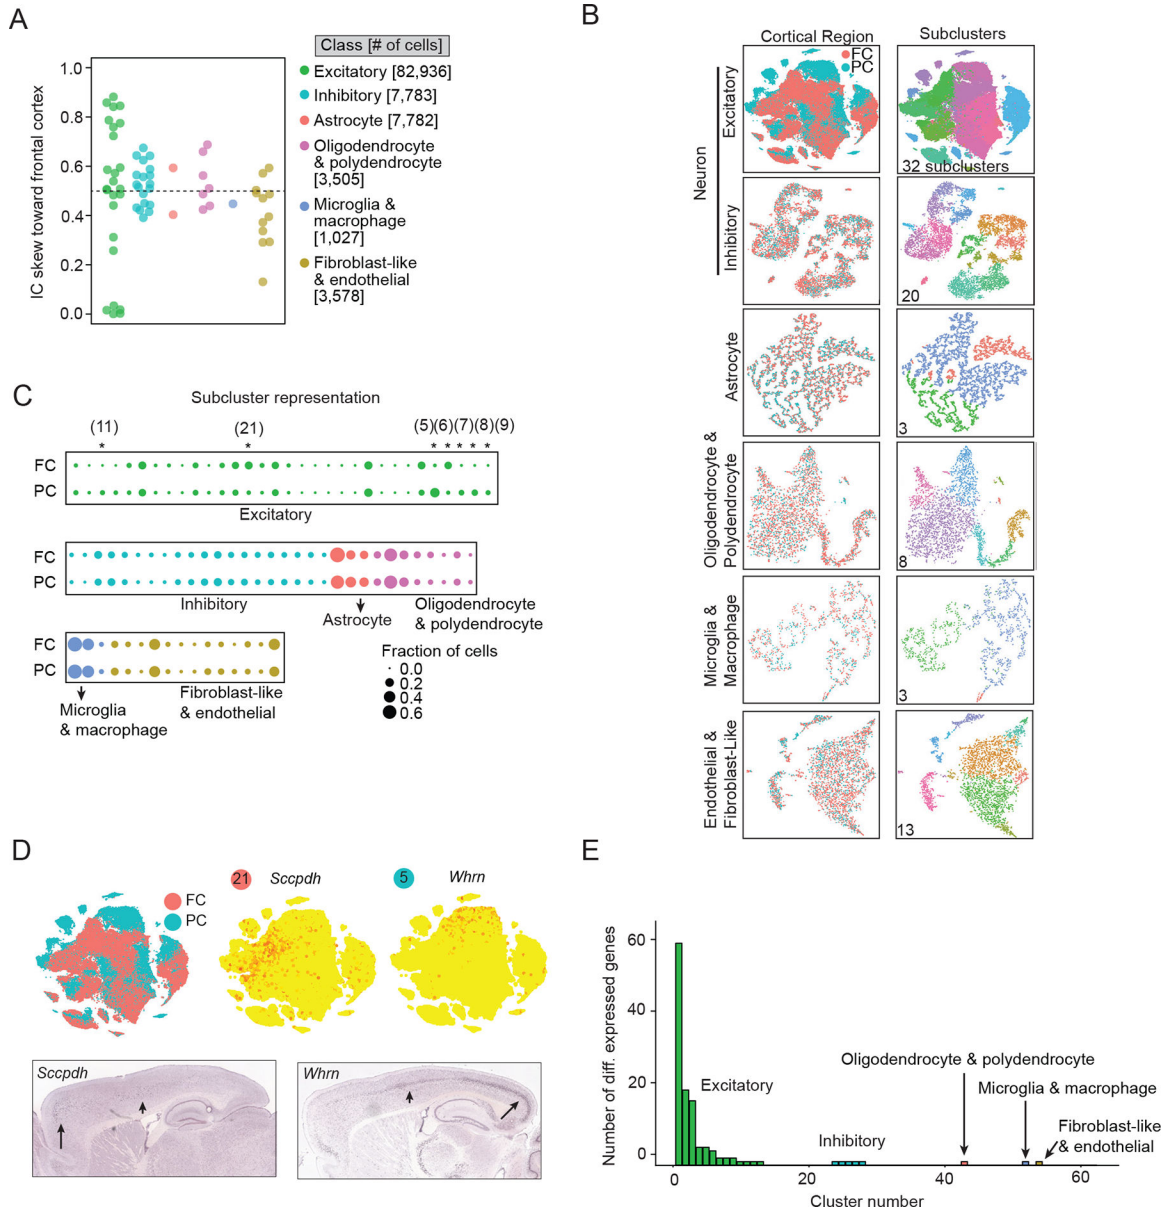 A
Class [# of cells]
1.0
0.8
0.6
0.4
0.2
0.0
IC skew toward frontal cortex
Excitatory [82,936]
Inhibitory [7,783]
Astrocyte [7,782]
Oligodendrocyte
& polydendrocyte
[3,505]
Microglia &
macrophage
[1,027]
Fibroblast-like
& endothelial
[3,578]
B
Cortical Region
Subclusters
FC
PC
Neuron
Excitatory
32 subclusters
Inhibitory
20
Astrocyte
3
Oligodendrocyte &
Polydendrocyte
8
Microglia &
Macrophage
3
Endothelial &
Fibroblast-Like
13
C
Subcluster representation
(11)
(21)
(5)(6)(7)(8)(9)
* * * * * * *
FC
PC
Excitatory
FC
PC
Inhibitory
Astrocyte
Oligodendrocyte
& polydendrocyte
FC
PC
Microglia
& macrophage
Fibroblast-like
& endothelial
Fraction of cells
0.0
0.2
0.4
0.6
D
FC
PC
21 Sccpdh
5 Whrn
Sccpdh
Whrn
E
Number of diff. expressed genes
60
40
20
0
Excitatory
Inhibitory
Oligodendrocyte & polydendrocyte
Microglia & macrophage
Fibroblast-like
& endothelial
0 20 40 60
Cluster number